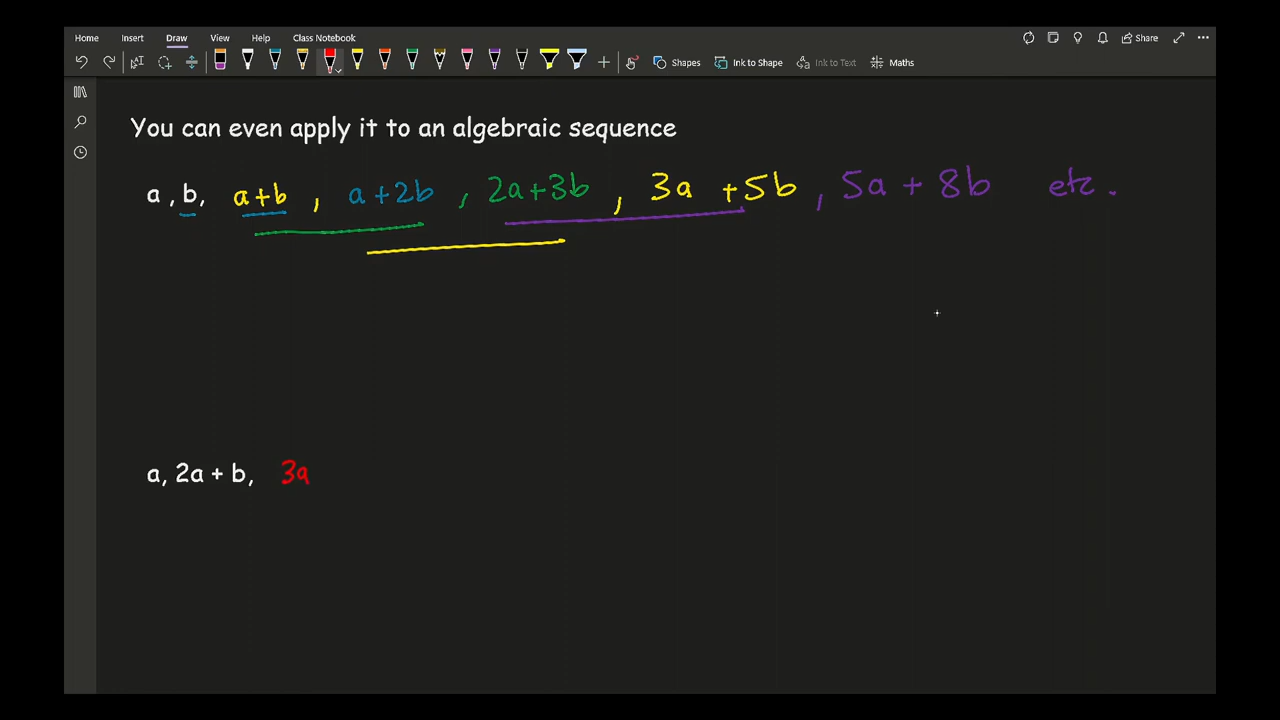 Home Insert Draw View Help Class Notebook Share
Shapes Ink to Shape Ink to Text Maths
You can even apply it to an algebraic sequence
a , b, a+b , a+2b , 2a+3b , 3a +5b , 5a + 8b etc.
a, 2a + b, 3a